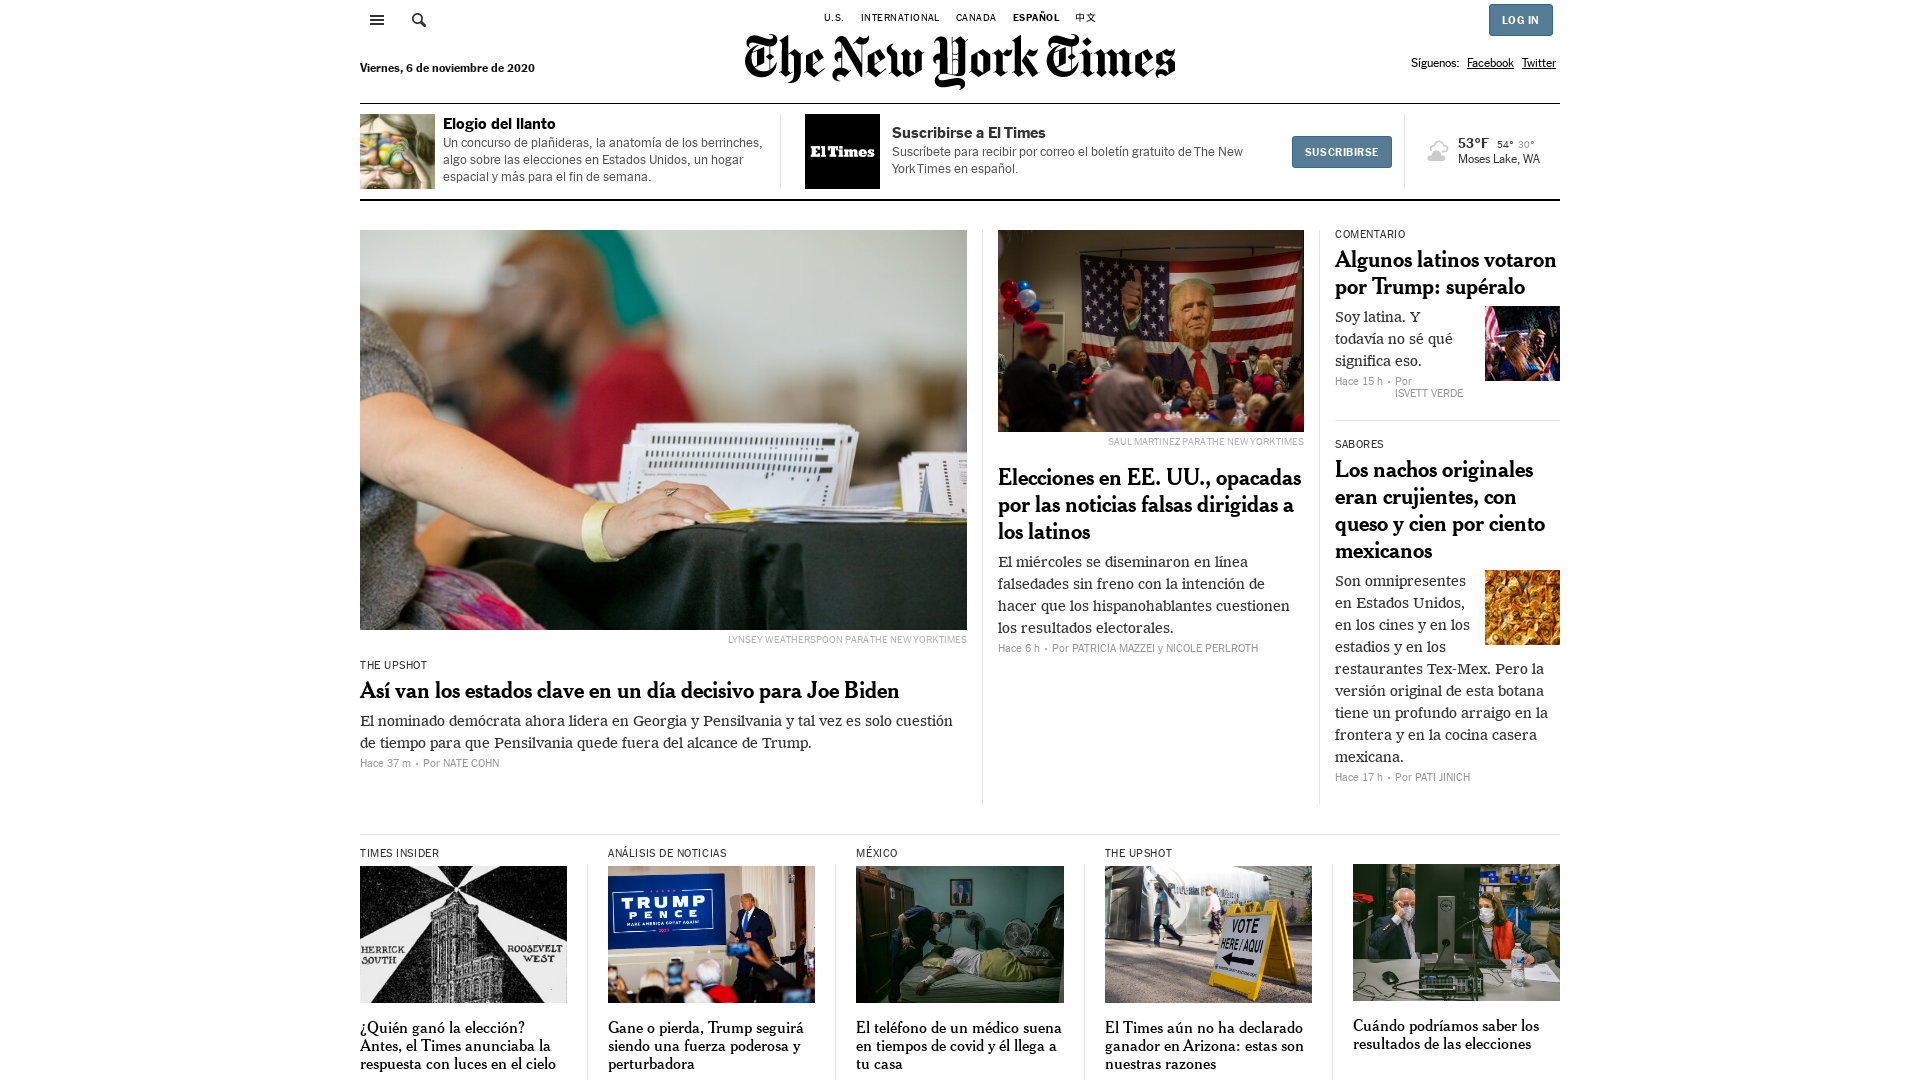 U.S. INTERNATIONAL CANADA ESPAÑOL 中文
LOG IN
The New York Times
Viernes, 6 de noviembre de 2020
Síguenos: Facebook Twitter
Elogio del llanto
Un concurso de plañideras, la anatomía de los berrinches,
algo sobre las elecciones en Estados Unidos, un hogar
espacial y más para el fin de semana.
El Times
Suscribirse a El Times
Suscríbete para recibir por correo el boletín gratuito de The New
York Times en español.
SUSCRIBIRSE
53°F 54° 30°
Moses Lake, WA
LYNSEY WEATHERSPOON PARA THE NEW YORK TIMES
THE UPSHOT
Así van los estados clave en un día decisivo para Joe Biden
El nominado demócrata ahora lidera en Georgia y Pensilvania y tal vez es solo cuestión
de tiempo para que Pensilvania quede fuera del alcance de Trump.
Hace 37 m • Por NATE COHN
SAUL MARTINEZ PARA THE NEW YORK TIMES
Elecciones en EE. UU., opacadas
por las noticias falsas dirigidas a
los latinos
El miércoles se diseminaron en línea
falsedades sin freno con la intención de
hacer que los hispanohablantes cuestionen
los resultados electorales.
Hace 6 h • Por PATRICIA MAZZEI y NICOLE PERLROTH
COMENTARIO
Algunos latinos votaron
por Trump: supéralo
Soy latina. Y
todavía no sé qué
significa eso.
Hace 15 h • Por
ISVETT VERDE
SABORES
Los nachos originales
eran crujientes, con
queso y cien por ciento
mexicanos
Son omnipresentes
en Estados Unidos,
en los cines y en los
estadios y en los
restaurantes Tex-Mex. Pero la
versión original de esta botana
tiene un profundo arraigo en la
frontera y en la cocina casera
mexicana.
Hace 17 h • Por PATI JINICH
TIMES INSIDER
HERRICK
SOUTH
ROOSEVELT
WEST
¿Quién ganó la elección?
Antes, el Times anunciaba la
respuesta con luces en el cielo
ANÁLISIS DE NOTICIAS
TRUMP
PENCE
MAKE AMERICA GREAT AGAIN!
Gane o pierda, Trump seguirá
siendo una fuerza poderosa y
perturbadora
MÉXICO
El teléfono de un médico suena
en tiempos de covid y él llega a
tu casa
THE UPSHOT
VOTE
HERE/AQUI
El Times aún no ha declarado
ganador en Arizona: estas son
nuestras razones
Cuándo podríamos saber los
resultados de las elecciones